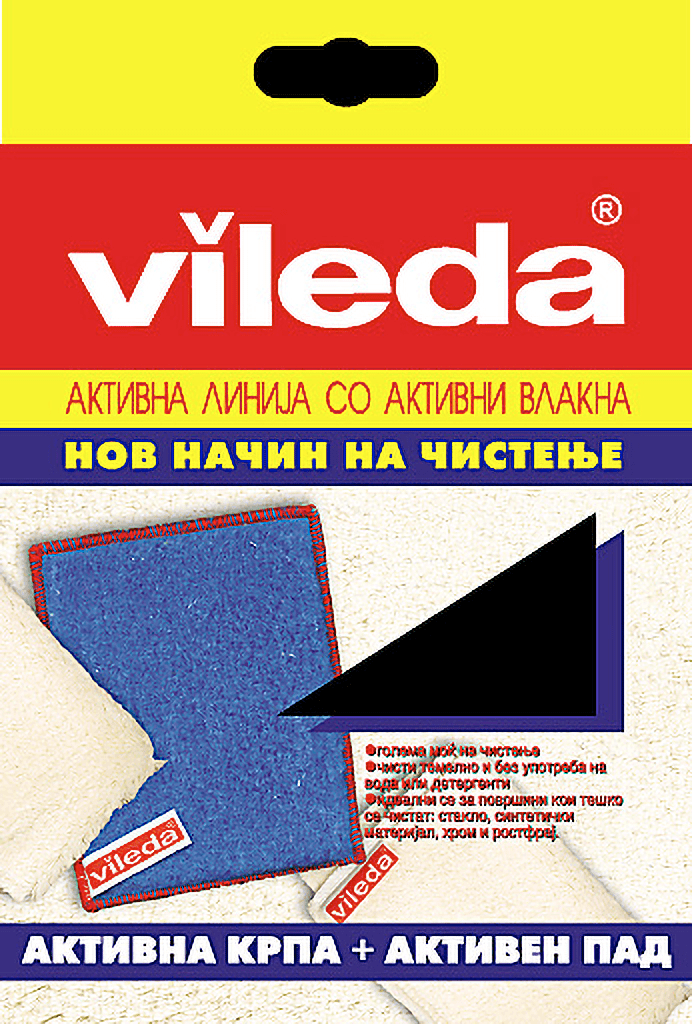 vileda®
АКТИВНА ЛИНИЈА СО АКТИВНИ ВЛАКНА
НОВ НАЧИН НА ЧИСТЕЊЕ
●голема моќ на чистење
●чисти темелно и без употреба на
вода или детергенти
●идеални се за површини кои тешко
се чистат: стакло, синтетички
материјал, хром и ростфрај.
vileda
vileda
АКТИВНА КРПА + АКТИВЕН ПАД